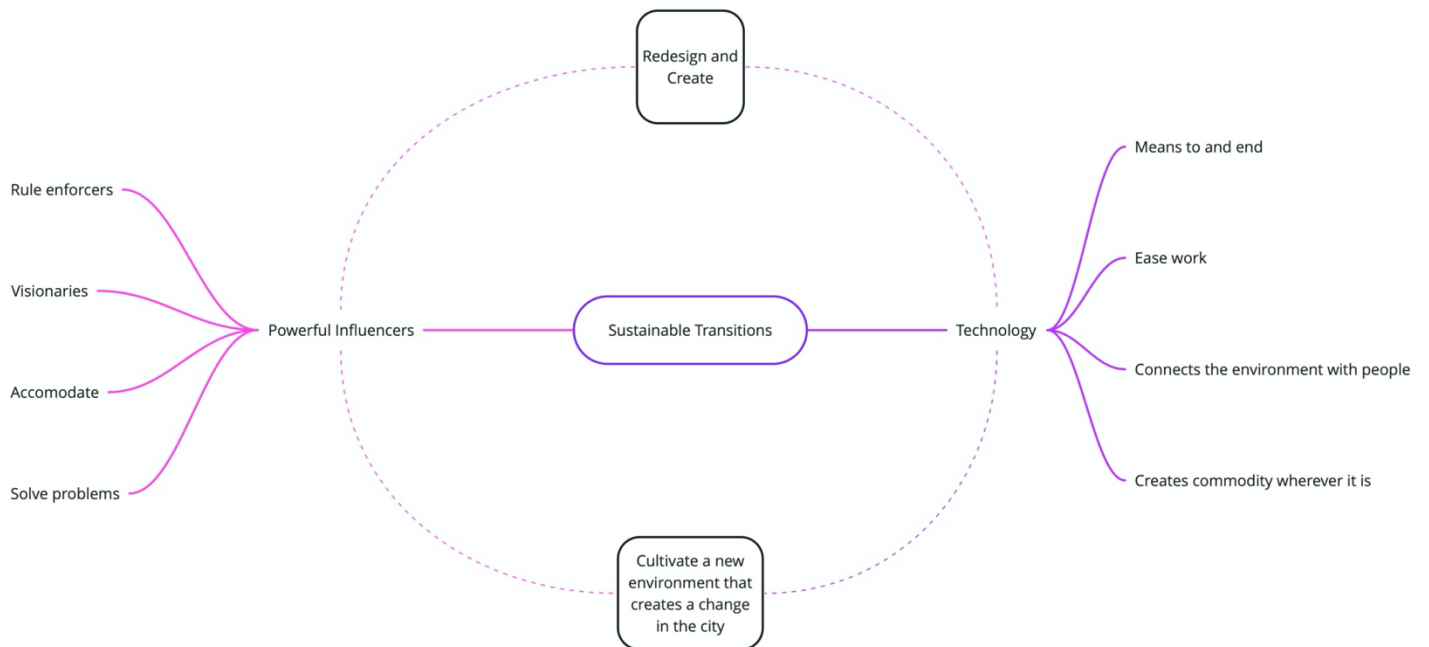 Redesign and
Create
Rule enforcers
Visionaries
Accomodate
Solve problems
Powerful Influencers
Sustainable Transitions
Technology
Means to and end
Ease work
Connects the environment with people
Creates commodity wherever it is
Cultivate a new
environment that
creates a change
in the city